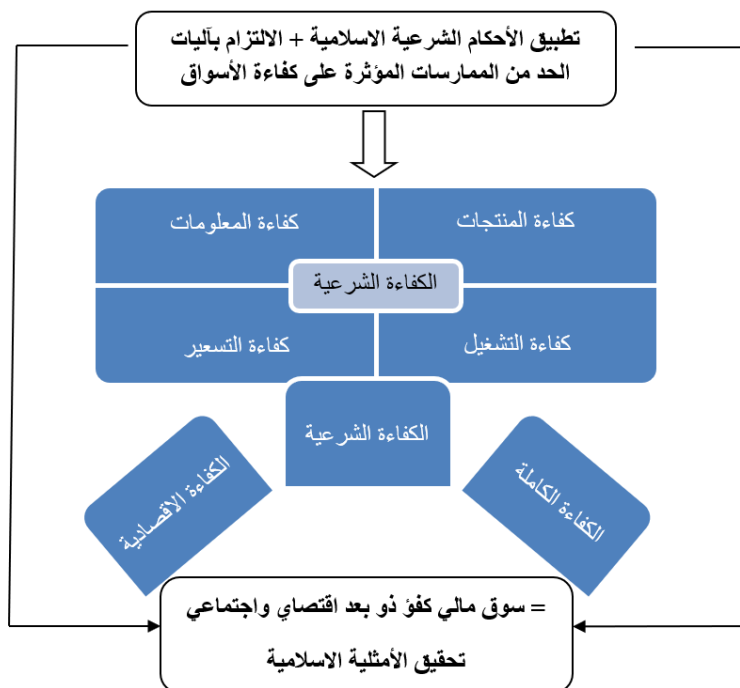 تطبيق الأحكام الشرعية الاسلامية + الالتزام بآليات
الحد من الممارسات المؤثرة على كفاءة الأسواق
كفاءة المنتجات
كفاءة المعلومات
الكفاءة الشرعية
كفاءة التشغيل
كفاءة التسعير
الكفاءة الشرعية
الكفاءة الكاملة
الكفاءة الاقتصادية
= سوق مالي كفؤ ذو بعد اقتصاي واجتماعي
تحقيق الأمثلية الاسلامية